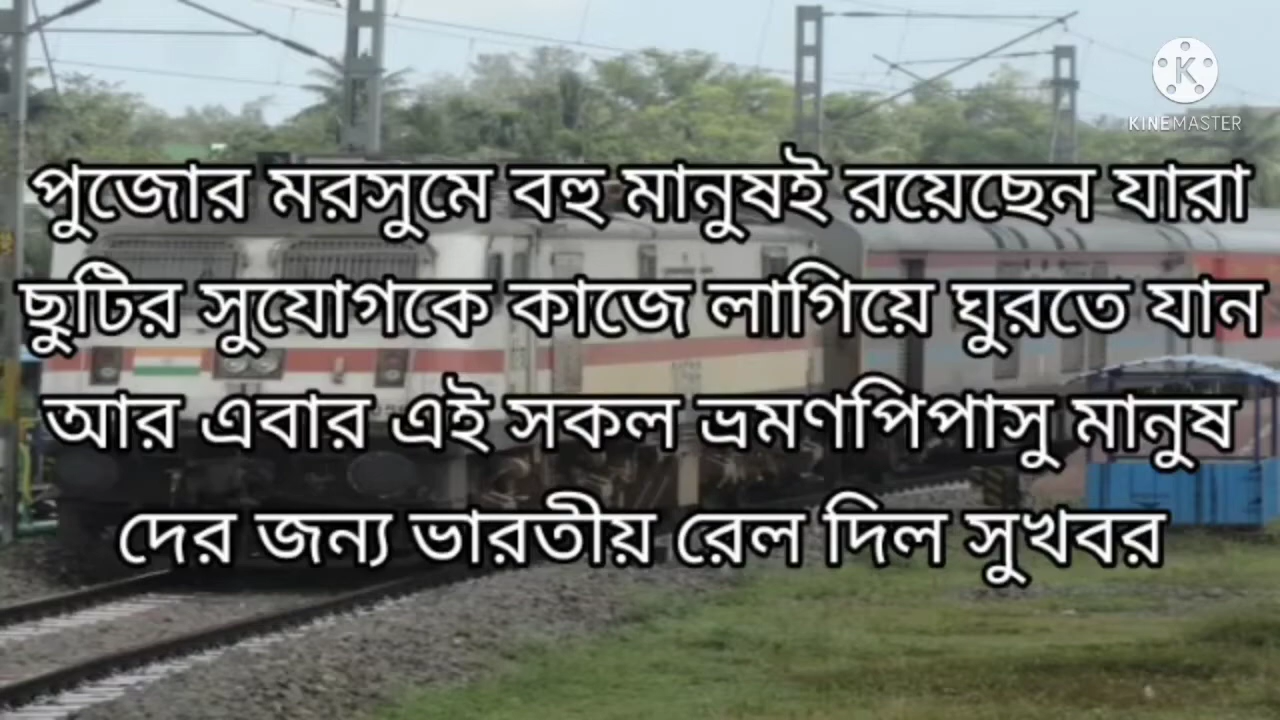 KINEMASTER
পুজোর মরসুমে বহু মানুষই রয়েছেন যারা
ছুটির সুযোগকে কাজে লাগিয়ে ঘুরতে যান
আর এবার এই সকল ভ্রমণপিপাসু মানুষ
দের জন্য ভারতীয় রেল দিল সুখবর